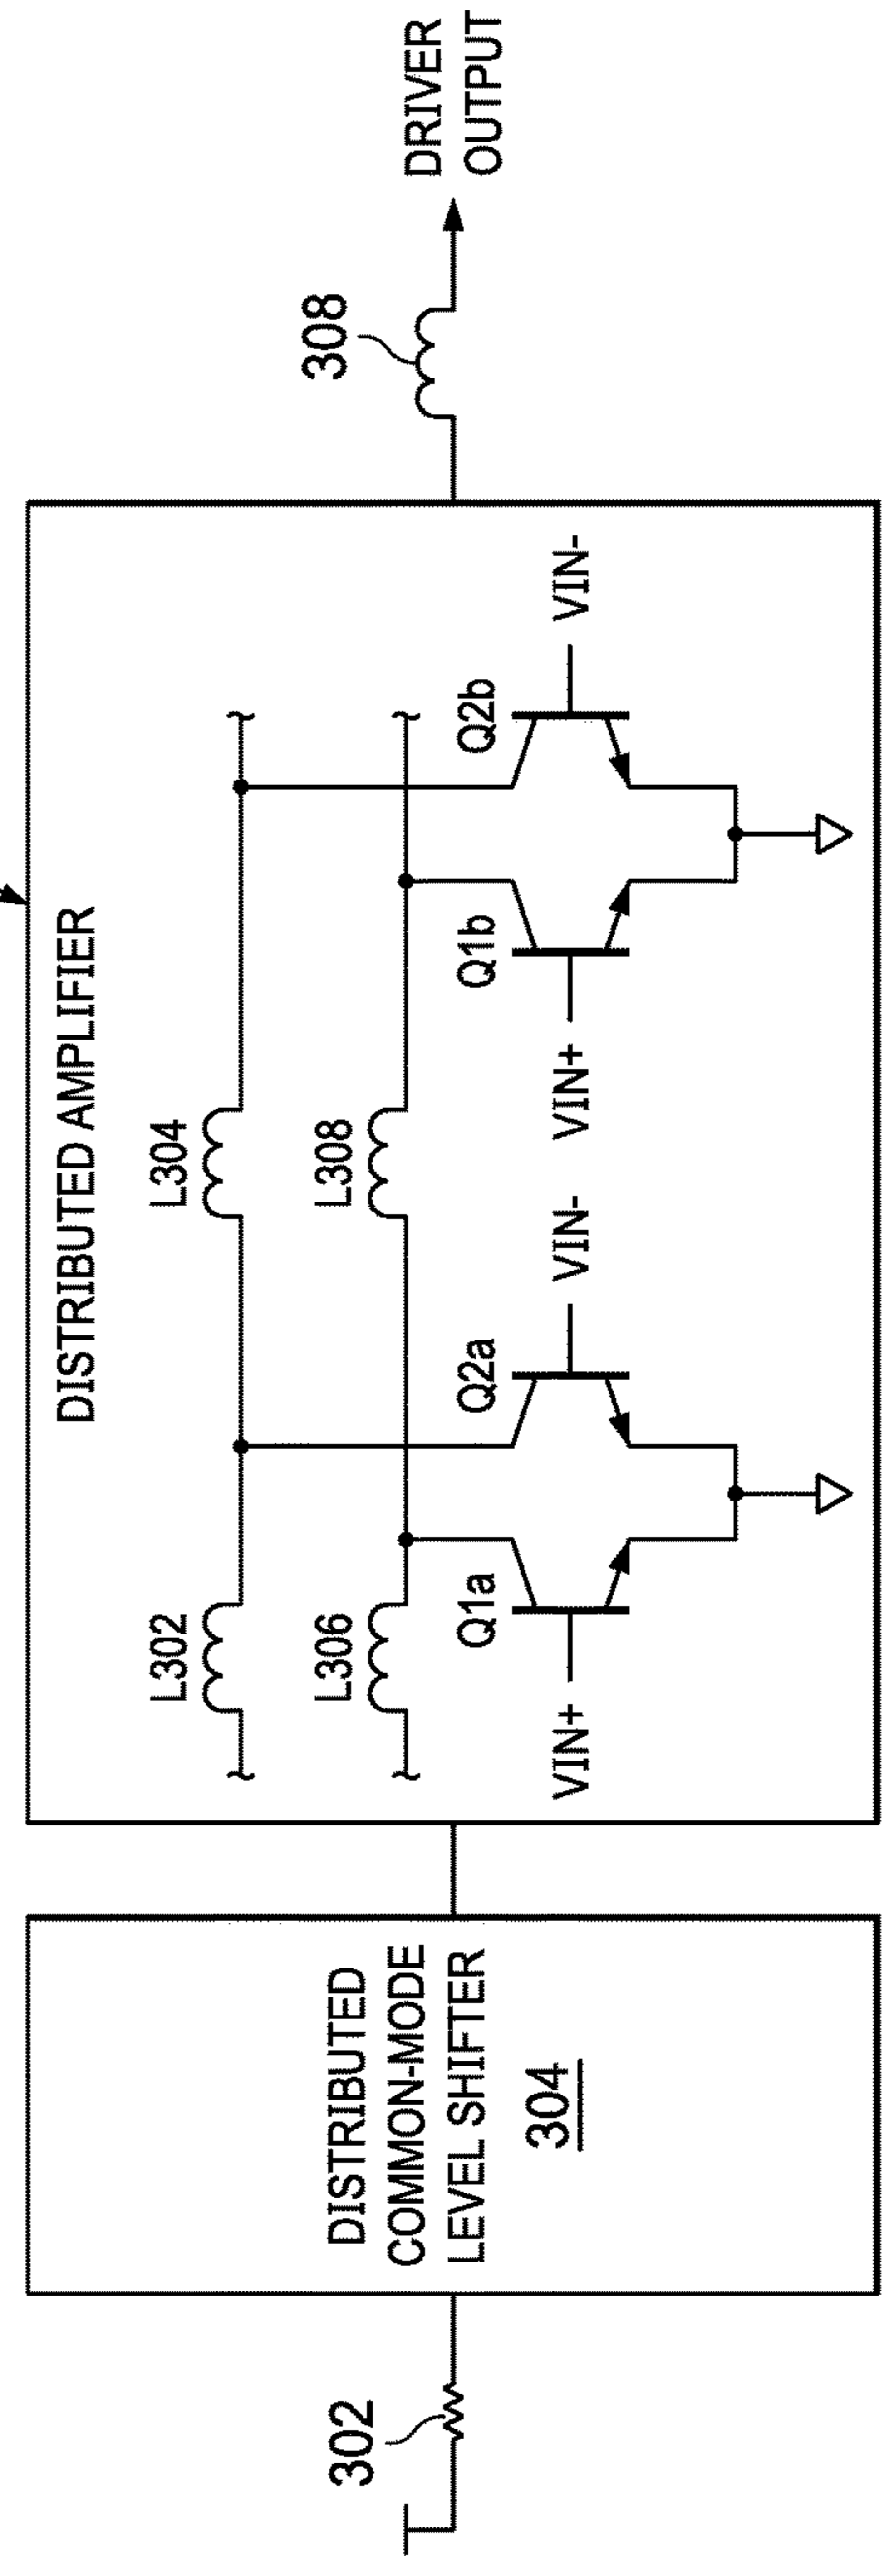 302
DISTRIBUTED
COMMON-MODE
LEVEL SHIFTER
304
DISTRIBUTED AMPLIFIER
L302
L304
L306
L308
Q1a
Q2a
Q1b
Q2b
VIN+
VIN-
VIN+
VIN-
308
DRIVER
OUTPUT